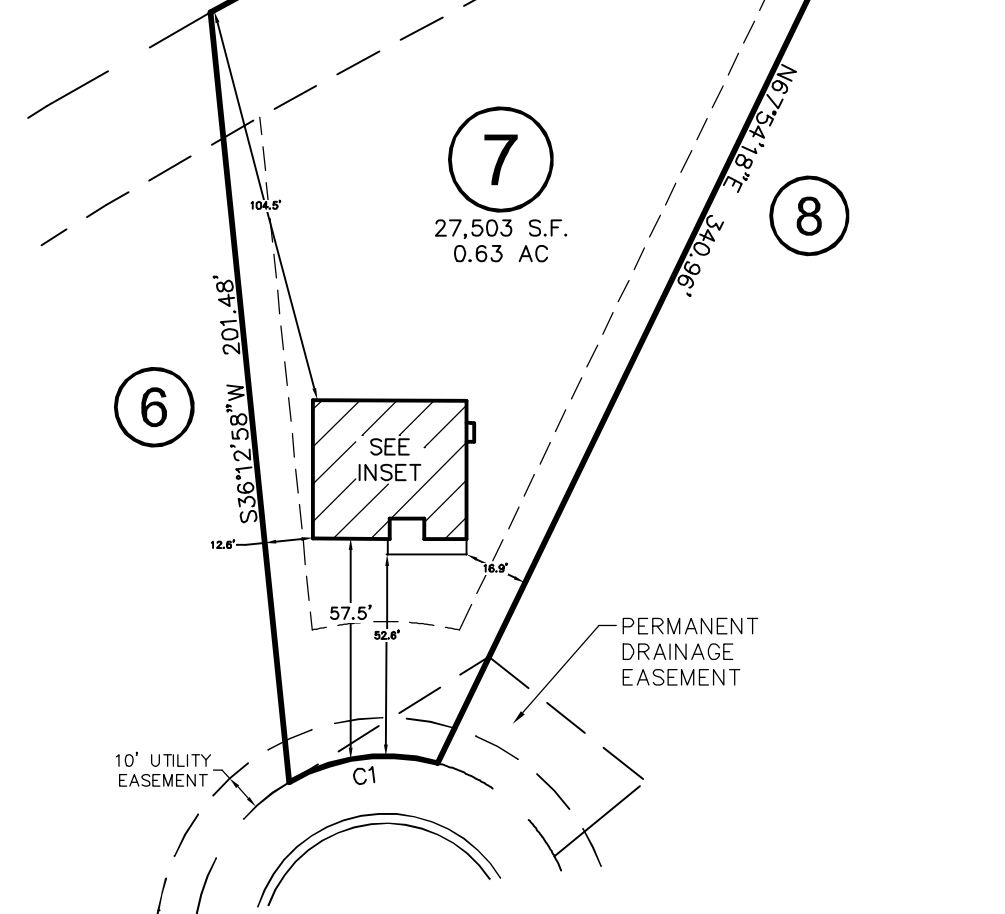 7
27,503 S.F.
0.63 AC
N67°54'18"E 340.96'
8
104.5'
S36°12'58"W 201.48'
6
SEE
INSET
12.6'
16.9'
57.5'
52.6'
PERMANENT
DRAINAGE
EASEMENT
10' UTILITY
EASEMENT
C1